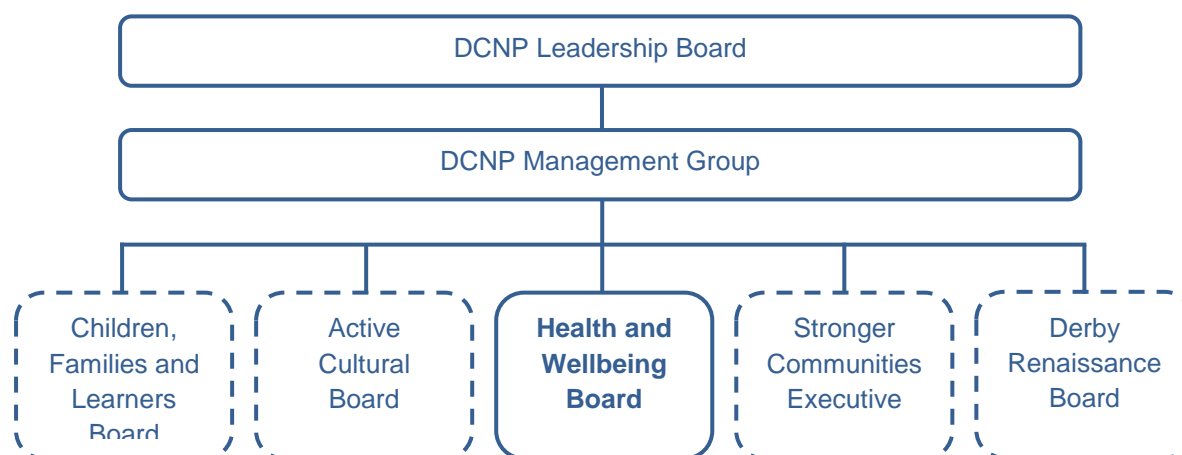 DCNP Leadership Board
DCNP Management Group
Children,
Families and
Learners
Board
Active
Cultural
Board
Health and
Wellbeing
Board
Stronger
Communities
Executive
Derby
Renaissance
Board